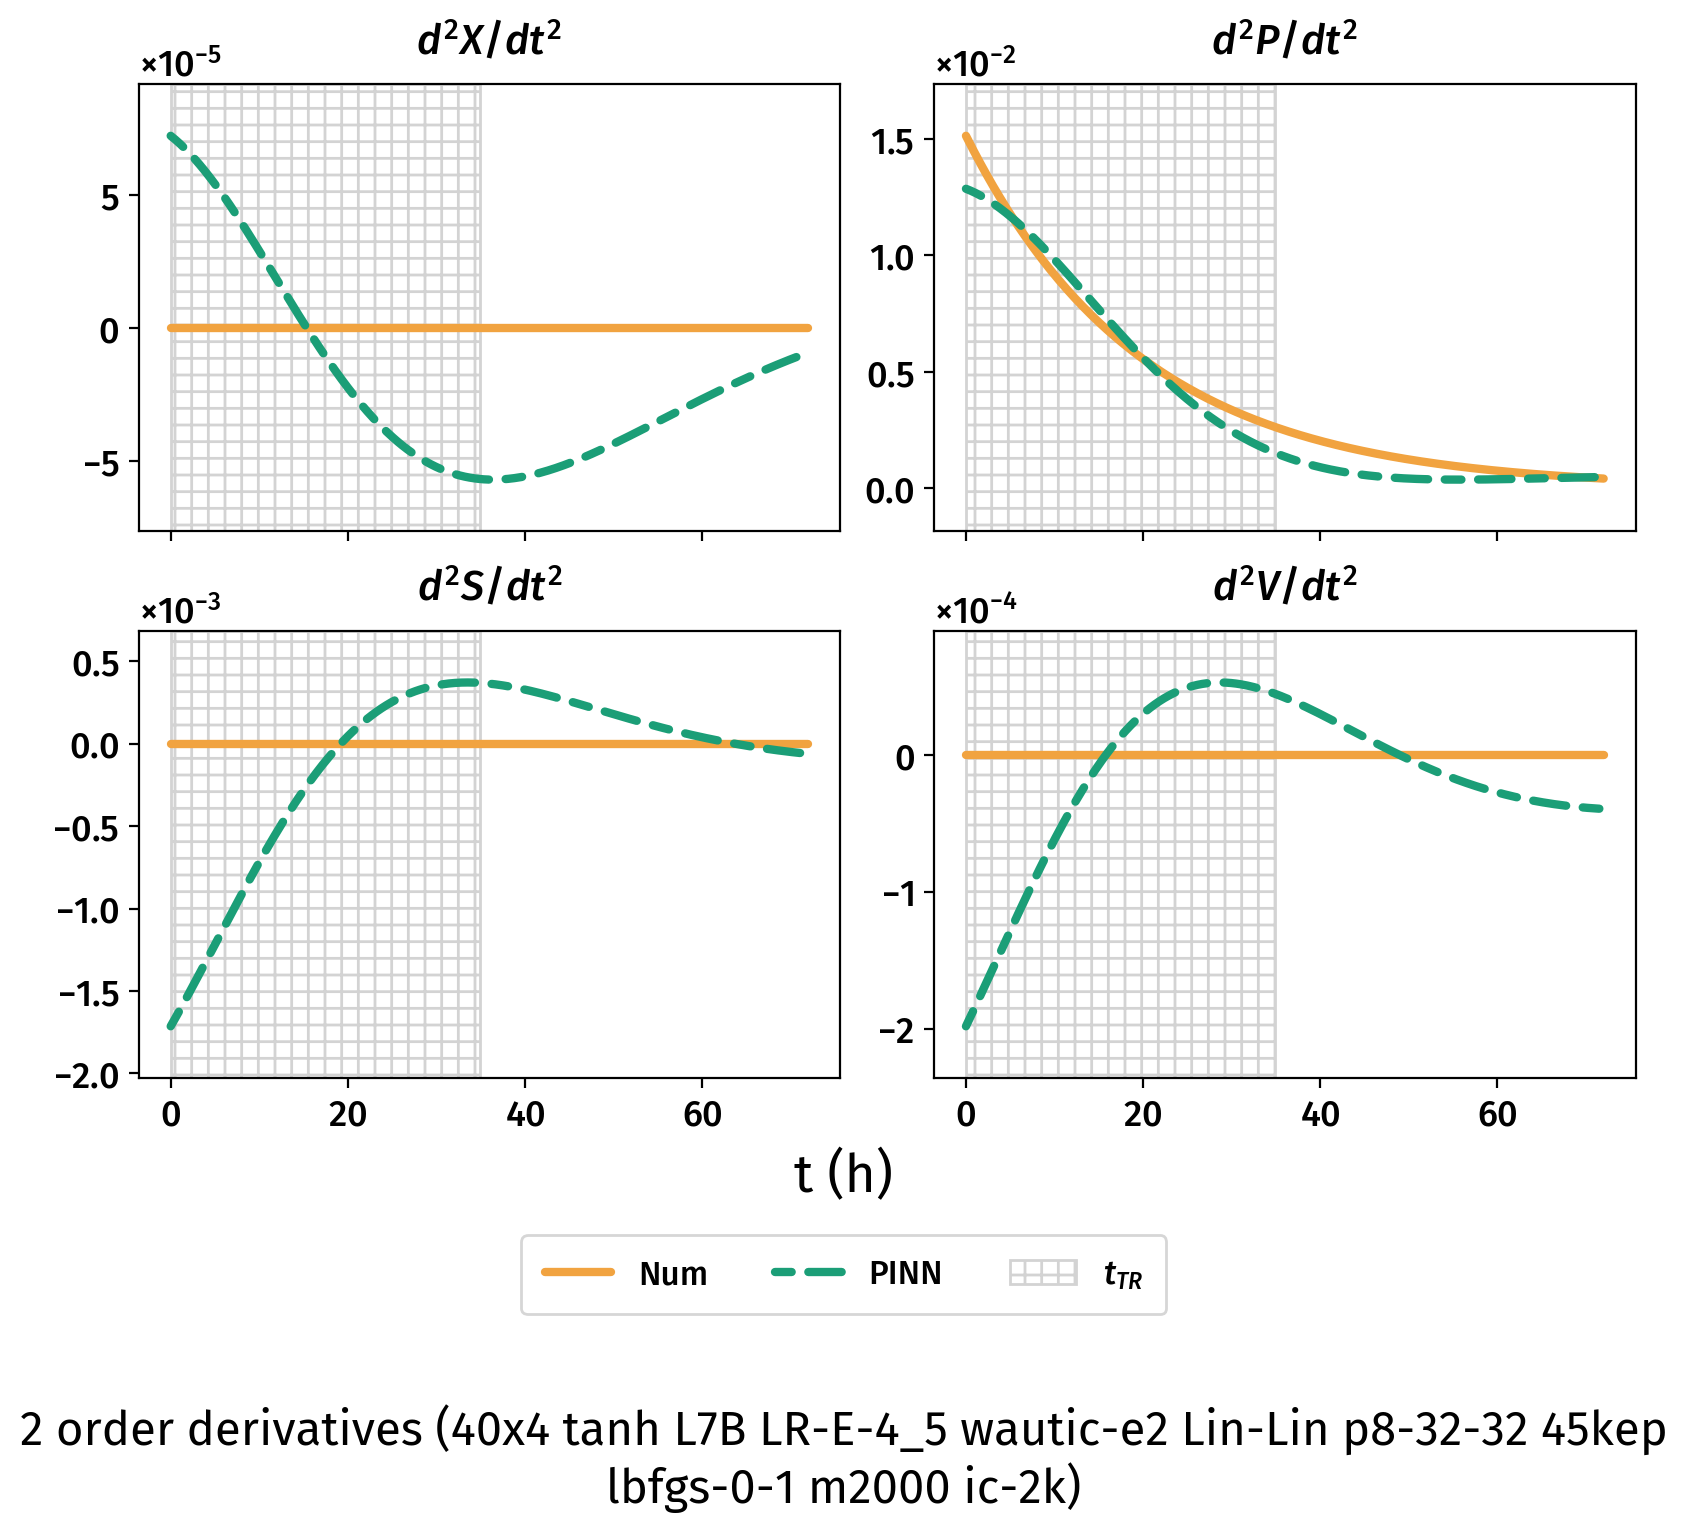 d²X/dt²
×10⁻⁵
5
0
−5
d²P/dt²
×10⁻²
1.5
1.0
0.5
0.0
d²S/dt²
×10⁻³
0.5
0.0
−0.5
−1.0
−1.5
−2.0
0 20 40 60
d²V/dt²
×10⁻⁴
0
−1
−2
0 20 40 60
t (h)
Num PINN t_TR
2 order derivatives (40x4 tanh L7B LR-E-4_5 wautic-e2 Lin-Lin p8-32-32 45kep
lbfgs-0-1 m2000 ic-2k)